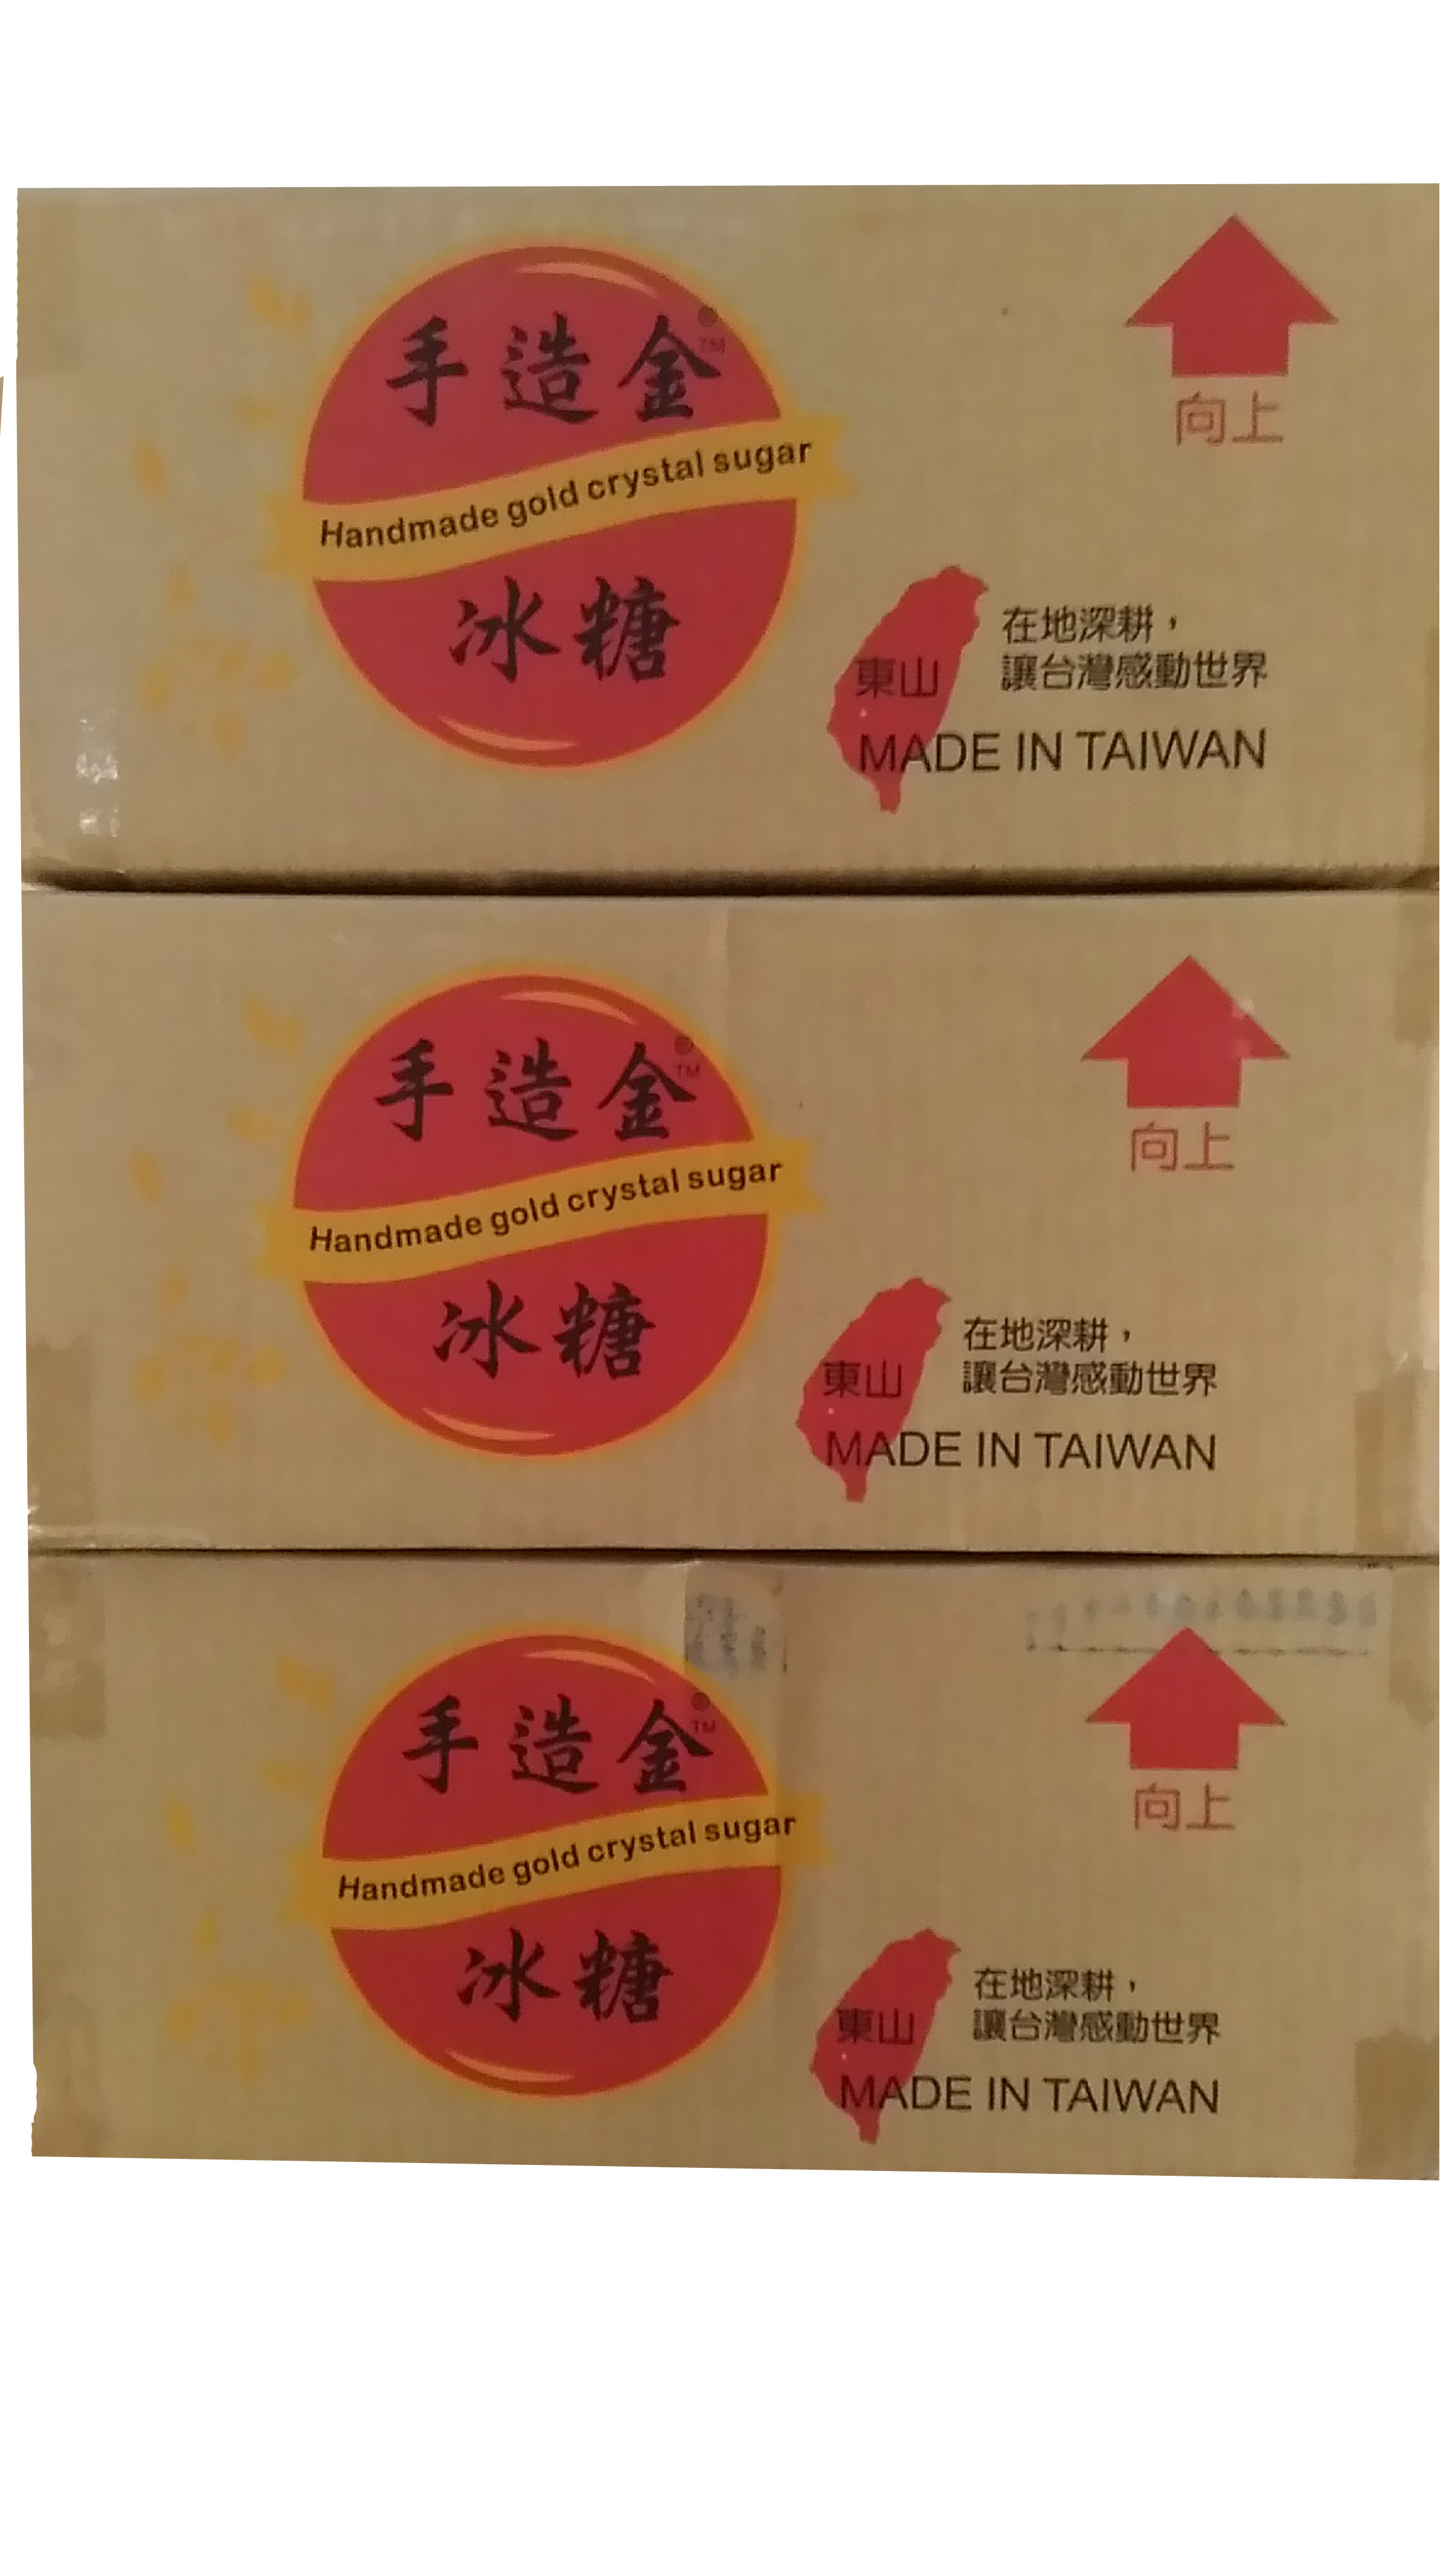 手造金
TM
Handmade gold crystal sugar
冰糖
向上
在地深耕，
讓台灣感動世界
東山
MADE IN TAIWAN
手造金
TM
Handmade gold crystal sugar
冰糖
向上
在地深耕，
讓台灣感動世界
東山
MADE IN TAIWAN
手造金
TM
Handmade gold crystal sugar
冰糖
向上
在地深耕，
讓台灣感動世界
東山
MADE IN TAIWAN